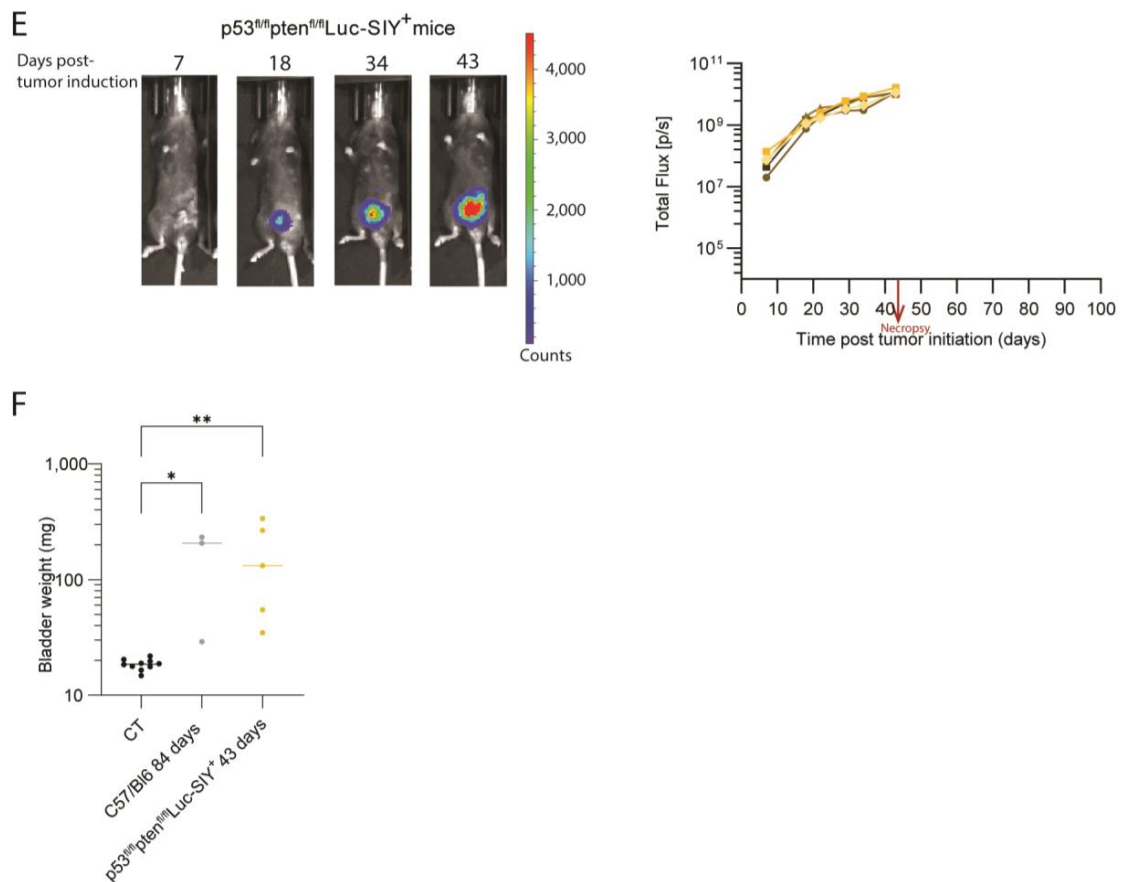 E
p53fl/flptenfl/flLuc-SIY+mice
Days post-
tumor induction
7
18
34
43
4,000
3,000
2,000
1,000
Counts
Total Flux [p/s]
10¹¹
10⁹
10⁷
10⁵
0 10 20 30 40 50 60 70 80 90 100
Necropsy
Time post tumor initiation (days)
F
**
*
Bladder weight (mg)
1,000
100
10
CT
C57/Bl6 84 days
p53fl/flptenfl/flLuc-SIY+ 43 days